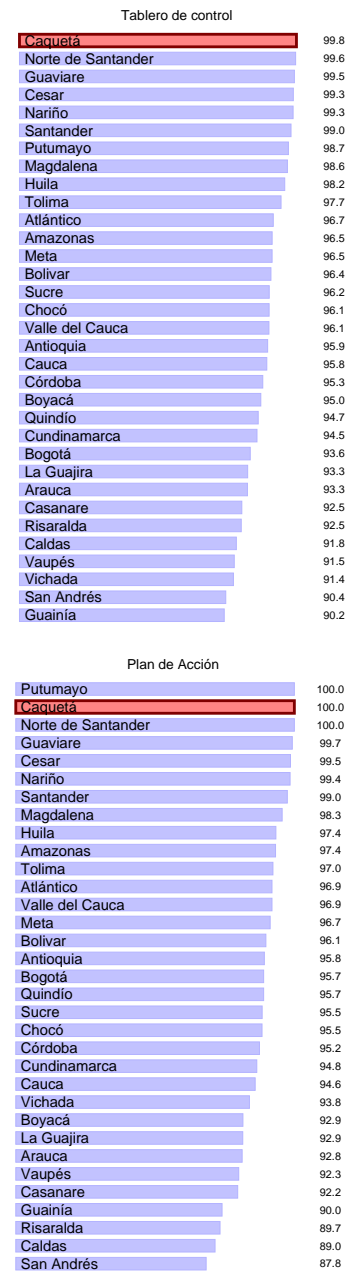 Tablero de control
Caquetá 99.8
Norte de Santander 99.6
Guaviare 99.5
Cesar 99.3
Nariño 99.3
Santander 99.0
Putumayo 98.7
Magdalena 98.6
Huila 98.2
Tolima 97.7
Atlántico 96.7
Amazonas 96.5
Meta 96.5
Bolivar 96.4
Sucre 96.2
Chocó 96.1
Valle del Cauca 96.1
Antioquia 95.9
Cauca 95.8
Córdoba 95.3
Boyacá 95.0
Quindío 94.7
Cundinamarca 94.5
Bogotá 93.6
La Guajira 93.3
Arauca 93.3
Casanare 92.5
Risaralda 92.5
Caldas 91.8
Vaupés 91.5
Vichada 91.4
San Andrés 90.4
Guainía 90.2
Plan de Acción
Putumayo 100.0
Caquetá 100.0
Norte de Santander 100.0
Guaviare 99.7
Cesar 99.5
Nariño 99.4
Santander 99.0
Magdalena 98.3
Huila 97.4
Amazonas 97.4
Tolima 97.0
Atlántico 96.9
Valle del Cauca 96.9
Meta 96.7
Bolivar 96.1
Antioquia 95.8
Bogotá 95.7
Quindío 95.7
Sucre 95.5
Chocó 95.5
Córdoba 95.2
Cundinamarca 94.8
Cauca 94.6
Vichada 93.8
Boyacá 92.9
La Guajira 92.9
Arauca 92.8
Vaupés 92.3
Casanare 92.2
Guainía 90.0
Risaralda 89.7
Caldas 89.0
San Andrés 87.8